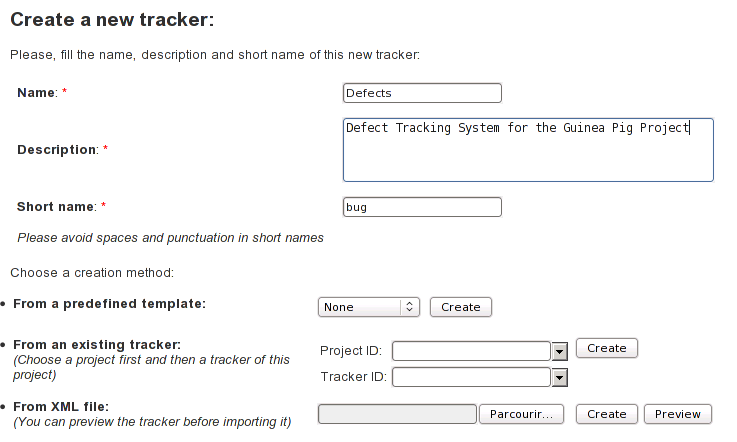 Create a new tracker:
Please, fill the name, description and short name of this new tracker:
Name: * Defects
Description: * Defect Tracking System for the Guinea Pig Project
Short name: * bug
Please avoid spaces and punctuation in short names
Choose a creation method:
• From a predefined template: None Create
• From an existing tracker: Project ID: Create
(Choose a project first and then a tracker of this
project) Tracker ID:
• From XML file: Parcourir... Create Preview
(You can preview the tracker before importing it)